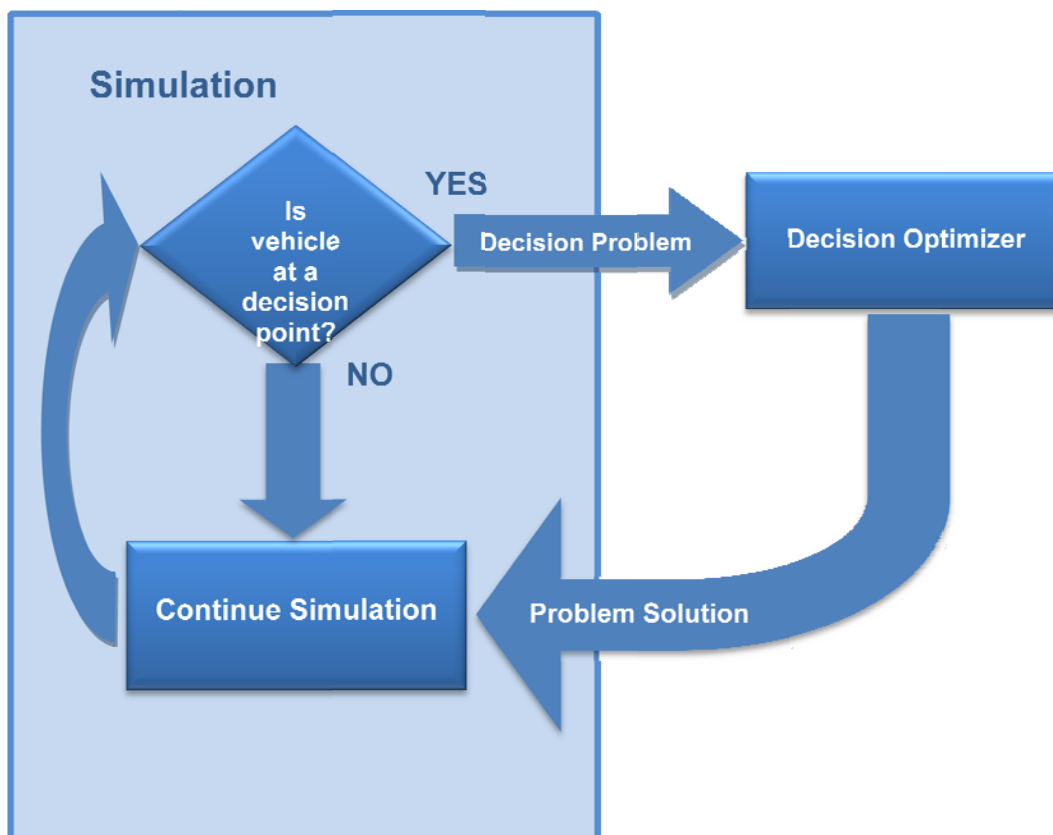 Simulation
YES
Is
vehicle
at a
decision
point?
Decision Problem
Decision Optimizer
NO
Continue Simulation
Problem Solution